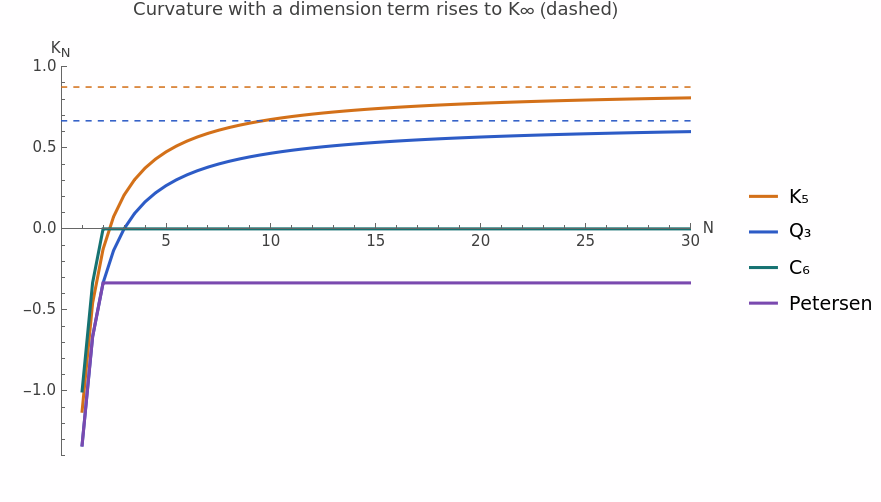 Curvature with a dimension term rises to K∞ (dashed)
K_N
1.0
0.5
0.0
−0.5
−1.0
5 10 15 20 25 30 N
K₅
Q₃
C₆
Petersen